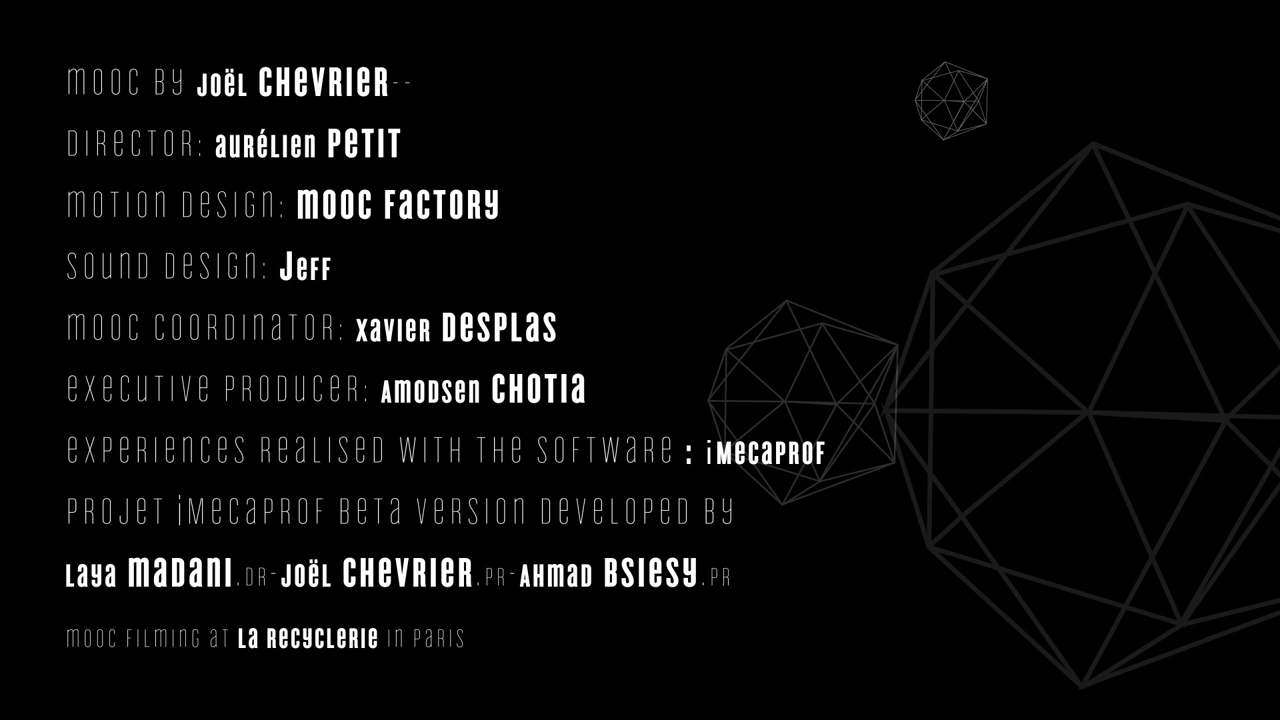 MOOC BY JOËL CHEVRIER--
DIRECTOR: AURÉLIEN PETIT
MOTION DESIGN: MOOC FACTORY
SOUND DESIGN: JEFF
MOOC COORDINATOR: XAVIER DESPLAS
EXECUTIVE PRODUCER: AMODSEN CHOTIA
EXPERIENCES REALISED WITH THE SOFTWARE : iMECAPROF
PROJET iMECAPROF BETA VERSION DEVELOPED BY
LAYA MADANI.DR-JOËL CHEVRIER.PR-AHMAD BSIESY.PR
MOOC FILMING AT LA RECYCLERIE IN PARIS